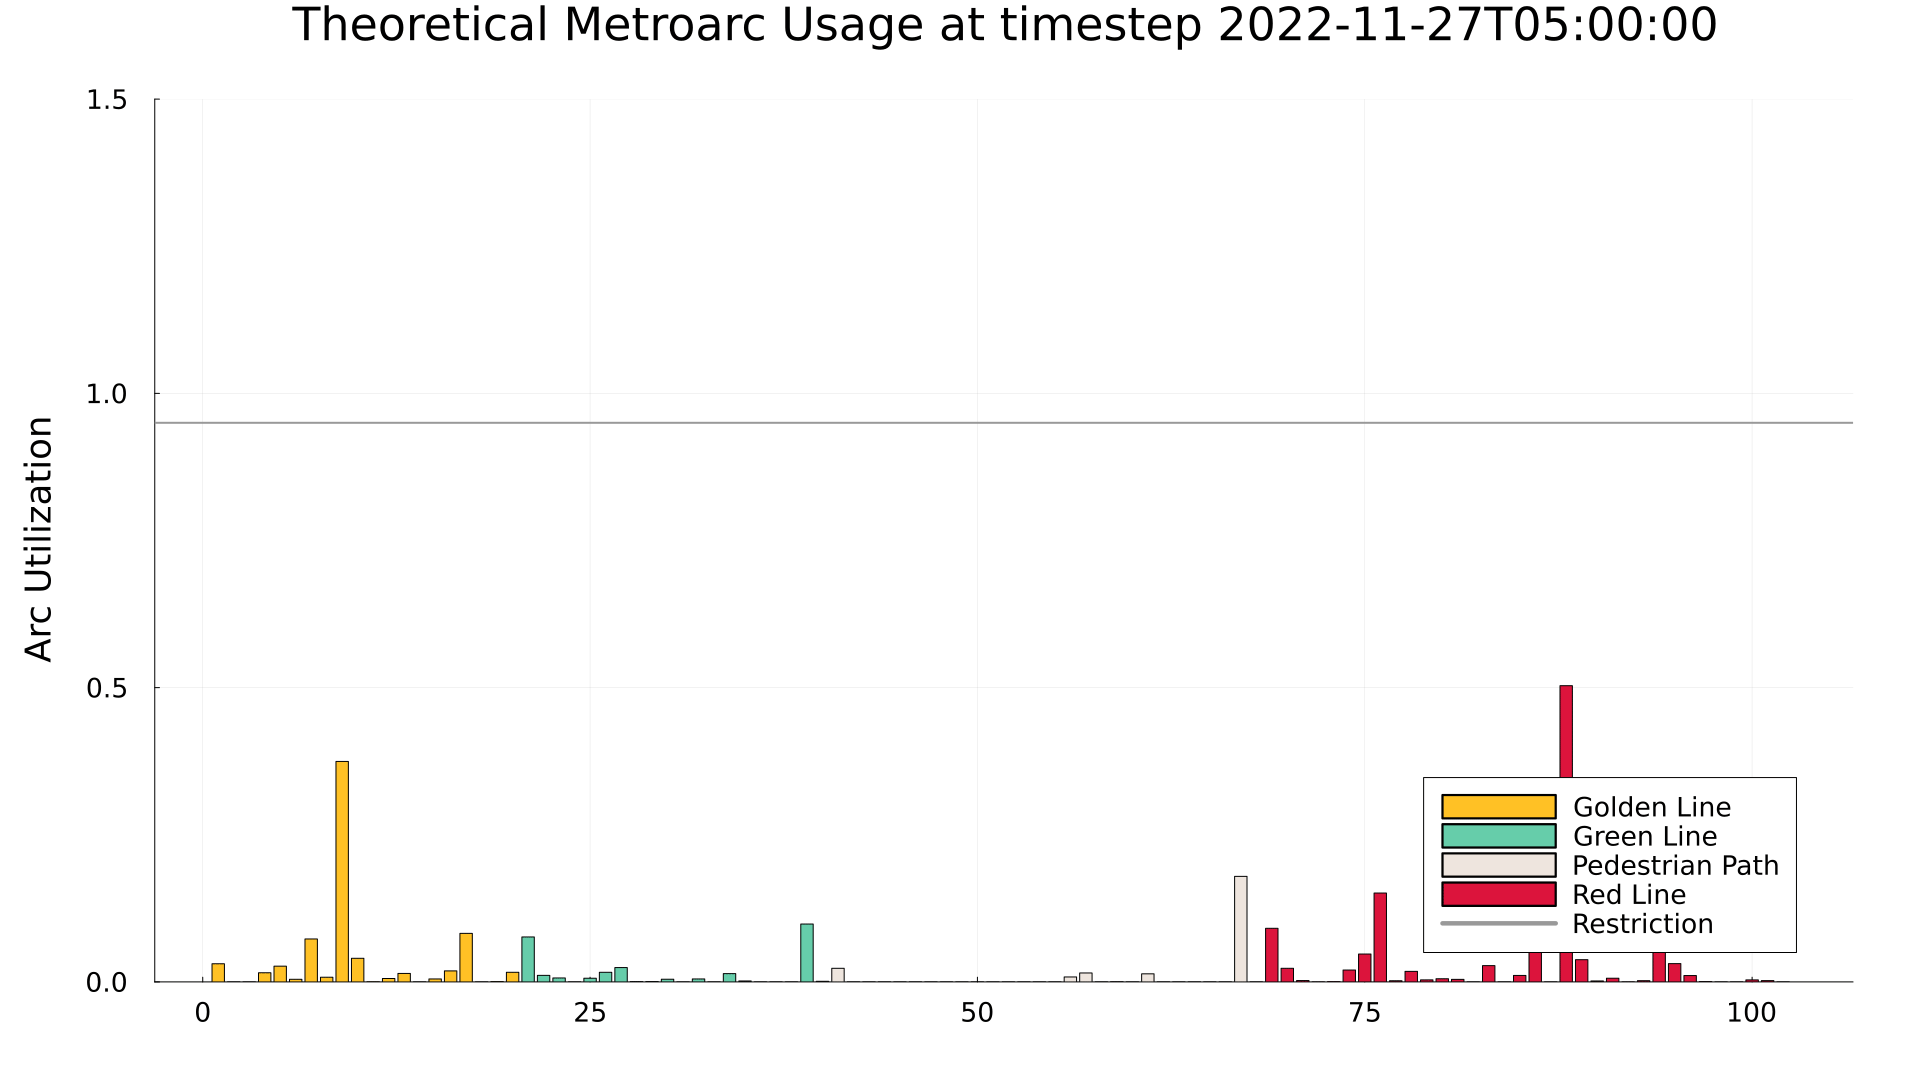 Theoretical Metroarc Usage at timestep 2022-11-27T05:00:00
Arc Utilization
1.5
1.0
0.5
0.0
0
25
50
75
100
Golden Line
Green Line
Pedestrian Path
Red Line
Restriction